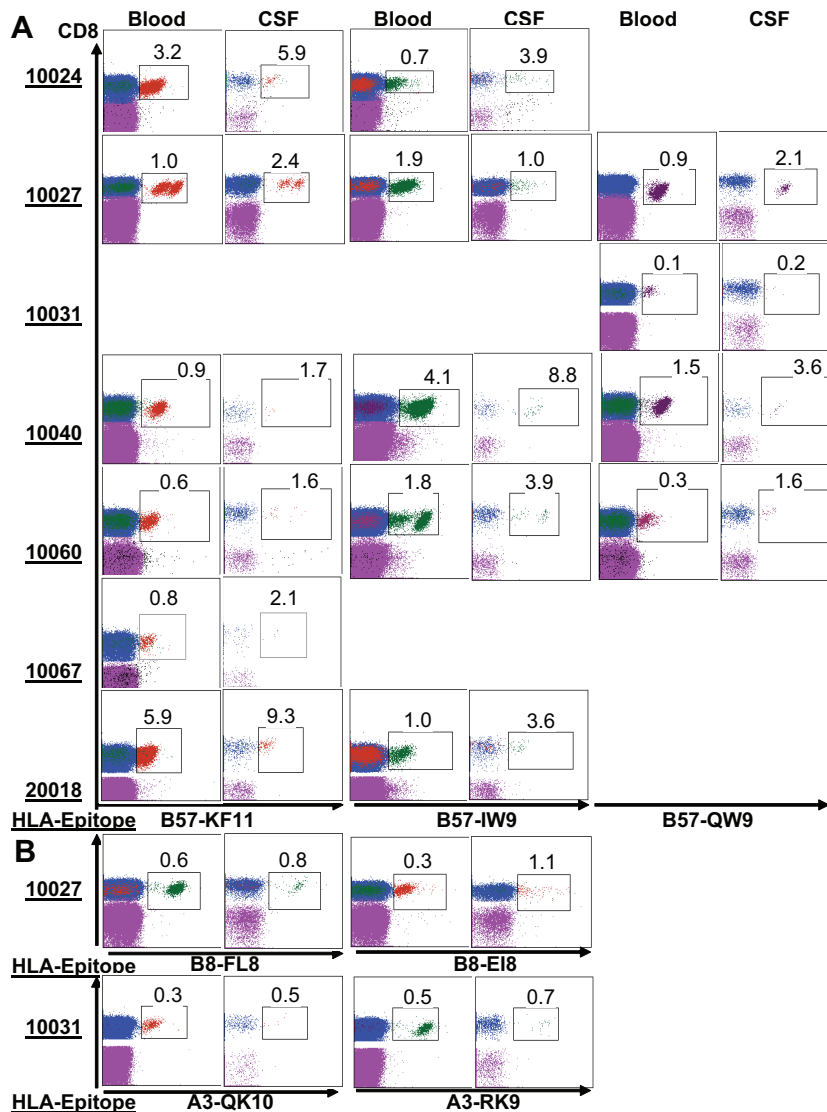 A
CD8
Blood CSF Blood CSF Blood CSF
10024 3.2 5.9 0.7 3.9
10027 1.0 2.4 1.9 1.0 0.9 2.1
10031 0.1 0.2
10040 0.9 1.7 4.1 8.8 1.5 3.6
10060 0.6 1.6 1.8 3.9 0.3 1.6
10067 0.8 2.1
20018 5.9 9.3 1.0 3.6
HLA-Epitope B57-KF11 B57-IW9 B57-QW9
B
10027 0.6 0.8 0.3 1.1
HLA-Epitope B8-FL8 B8-EI8
10031 0.3 0.5 0.5 0.7
HLA-Epitope A3-QK10 A3-RK9